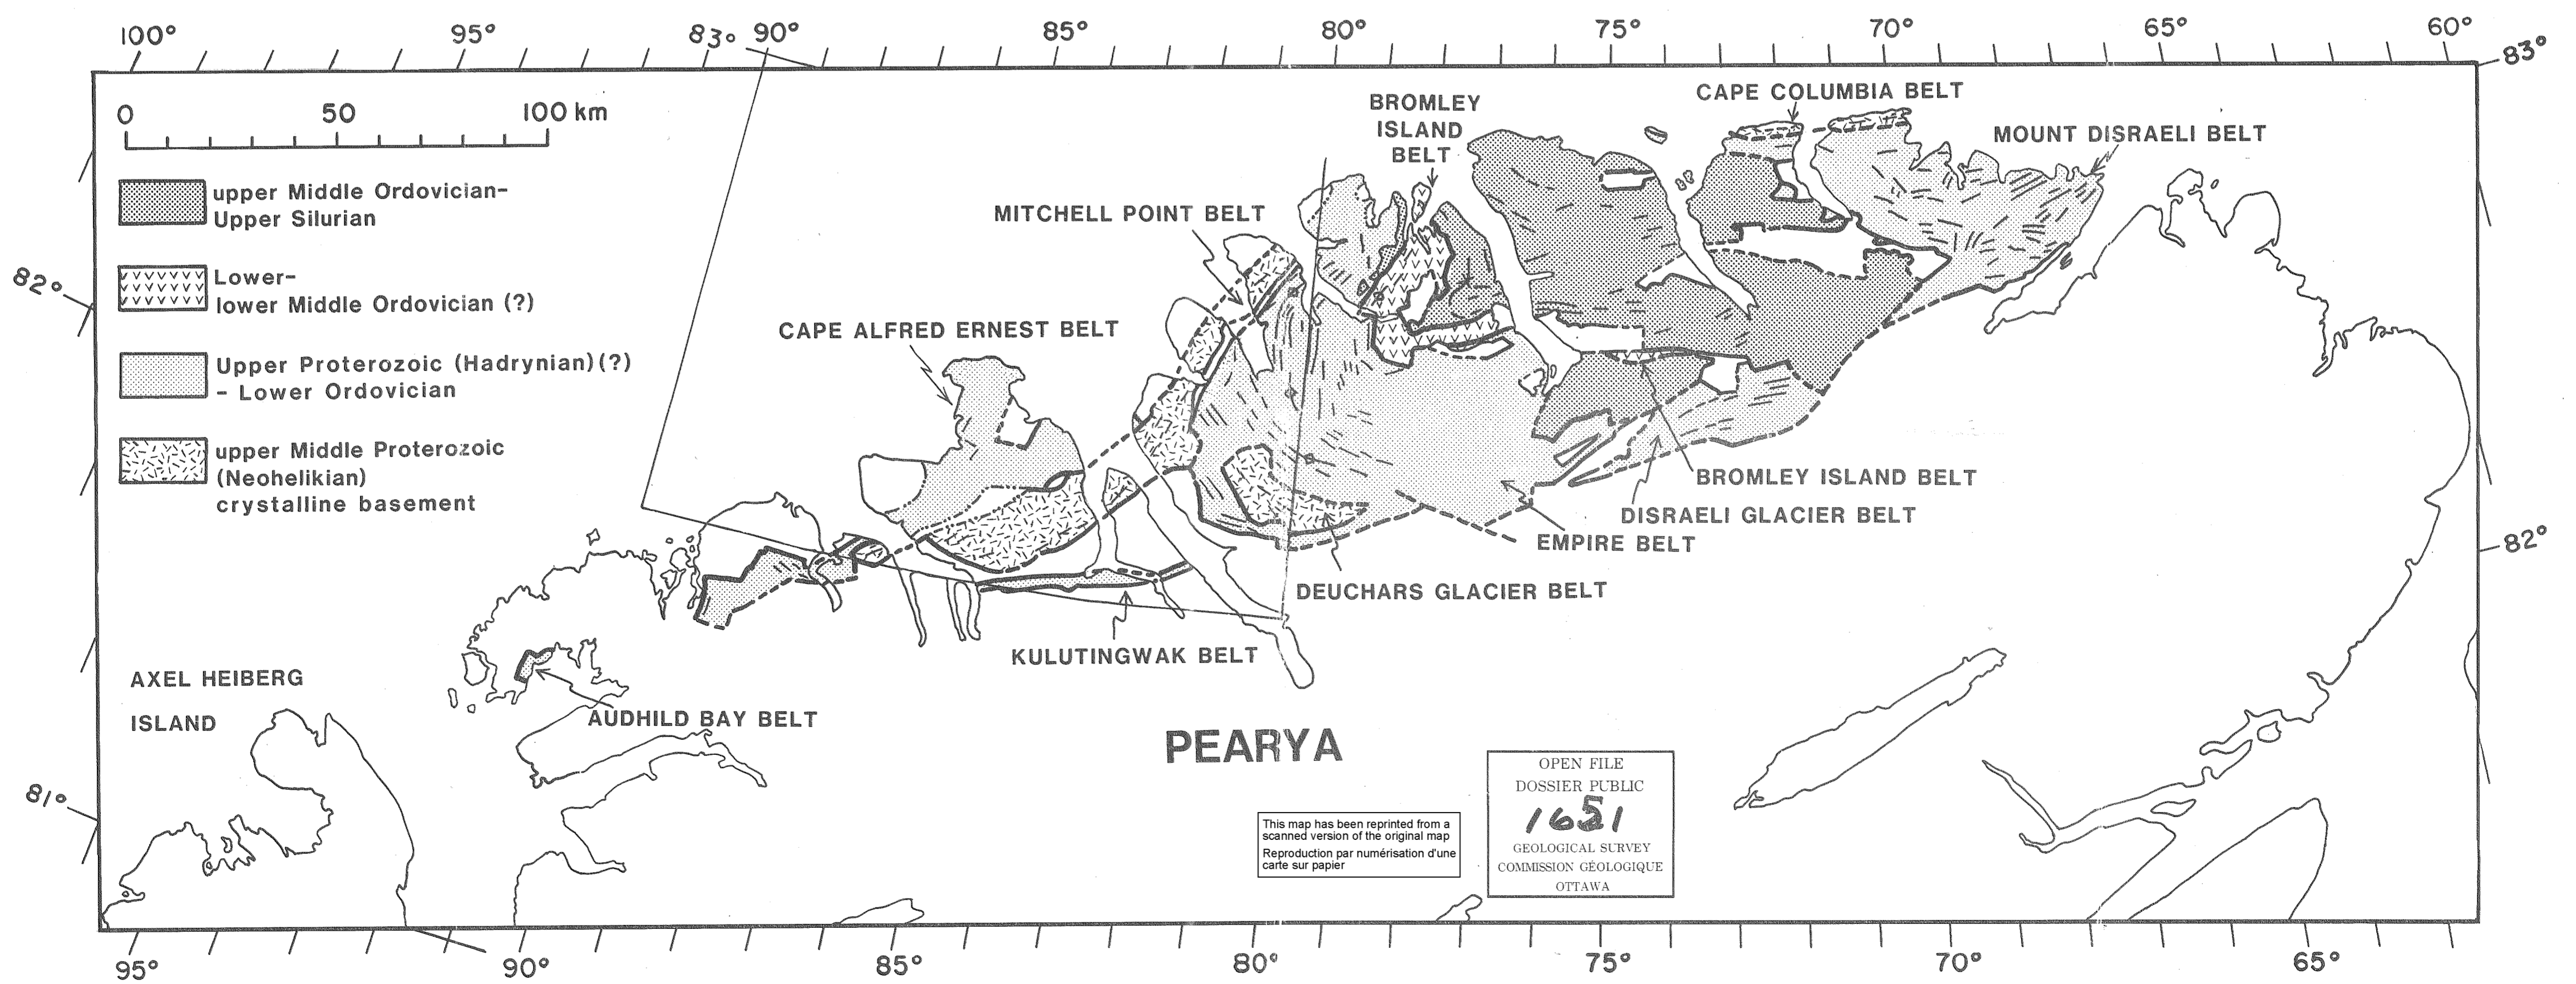 100° 95° 83° 90° 85° 80° 75° 70° 65° 60°
83°
0 50 100 km
upper Middle Ordovician-
Upper Silurian
Lower-
lower Middle Ordovician (?)
Upper Proterozoic (Hadrynian)(?)
- Lower Ordovician
upper Middle Proterozoic
(Neohelikian)
crystalline basement
BROMLEY
ISLAND
BELT
CAPE COLUMBIA BELT
MOUNT DISRAELI BELT
MITCHELL POINT BELT
82°
CAPE ALFRED ERNEST BELT
BROMLEY ISLAND BELT
DISRAELI GLACIER BELT
EMPIRE BELT
82°
DEUCHARS GLACIER BELT
KULUTINGWAK BELT
AXEL HEIBERG
ISLAND
AUDHILD BAY BELT
PEARYA
81°
This map has been reprinted from a
scanned version of the original map
Reproduction par numérisation d'une
carte sur papier
OPEN FILE
DOSSIER PUBLIC
1651
GEOLOGICAL SURVEY
COMMISSION GÉOLOGIQUE
OTTAWA
95° 90° 85° 80° 75° 70° 65°